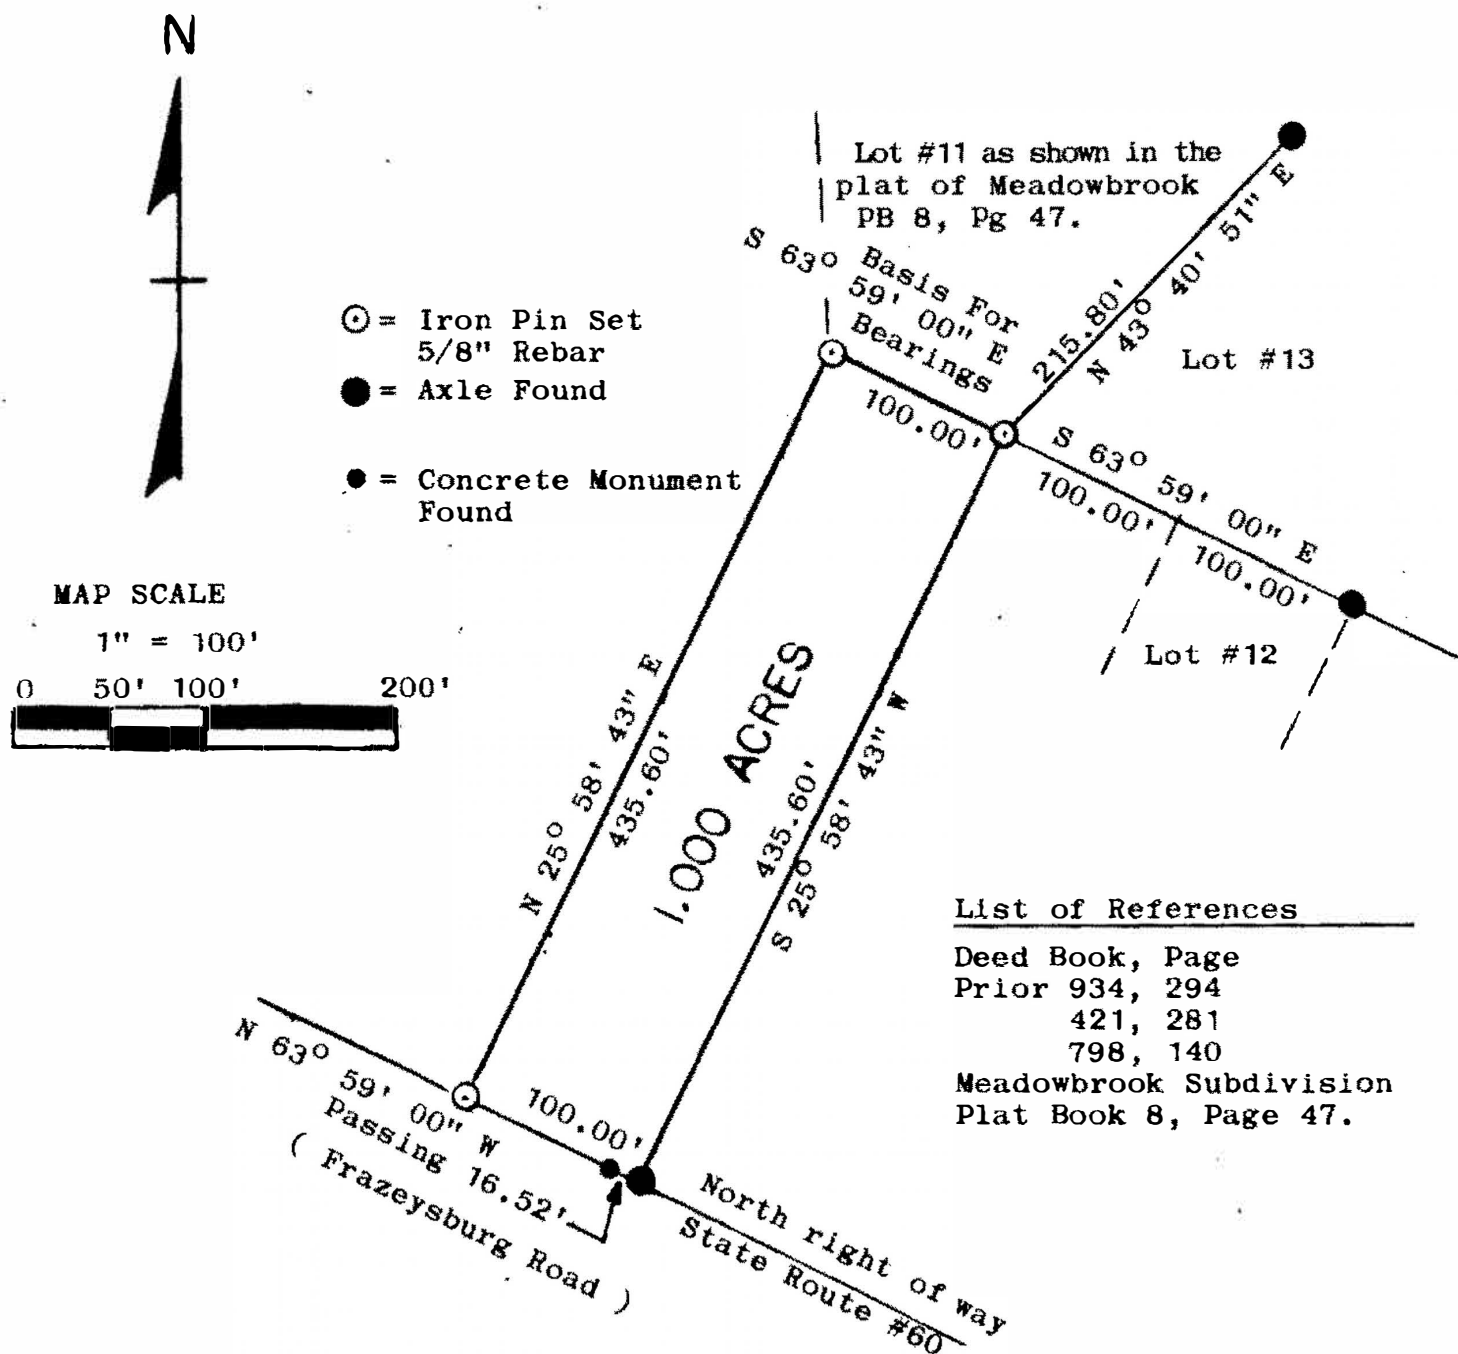 N
Lot #11 as shown in the
plat of Meadowbrook
PB 8, Pg 47.
S 63° 59' 00" E
Basis For
Bearings
100.00'
215.80'
N 43° 40' 51" E
Lot #13
⊙ = Iron Pin Set
5/8" Rebar
● = Axle Found
● = Concrete Monument
Found
S 63° 59' 00" E
100.00'
100.00'
Lot #12
MAP SCALE
1" = 100'
0 50' 100' 200'
N 25° 58' 43" E
435.60'
1.000 ACRES
435.60'
S 25° 58' 43" W
List of References
Deed Book, Page
Prior 934, 294
421, 281
798, 140
Meadowbrook Subdivision
Plat Book 8, Page 47.
N 63° 59' 00" W
100.00'
Passing 16.52'
( Frazeysburg Road )
North right of way
State Route #60